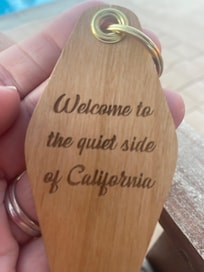 Welcome to
the quiet side
of California